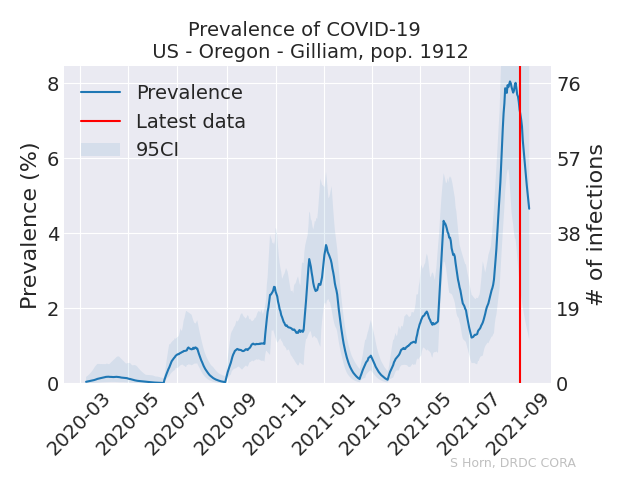 Prevalence of COVID-19
US - Oregon - Gilliam, pop. 1912
Prevalence
Latest data
95CI
Prevalence (%)
8
6
4
2
0
76
57
38
19
0
# of infections
2020-03
2020-05
2020-07
2020-09
2020-11
2021-01
2021-03
2021-05
2021-07
2021-09
S Horn, DRDC CORA